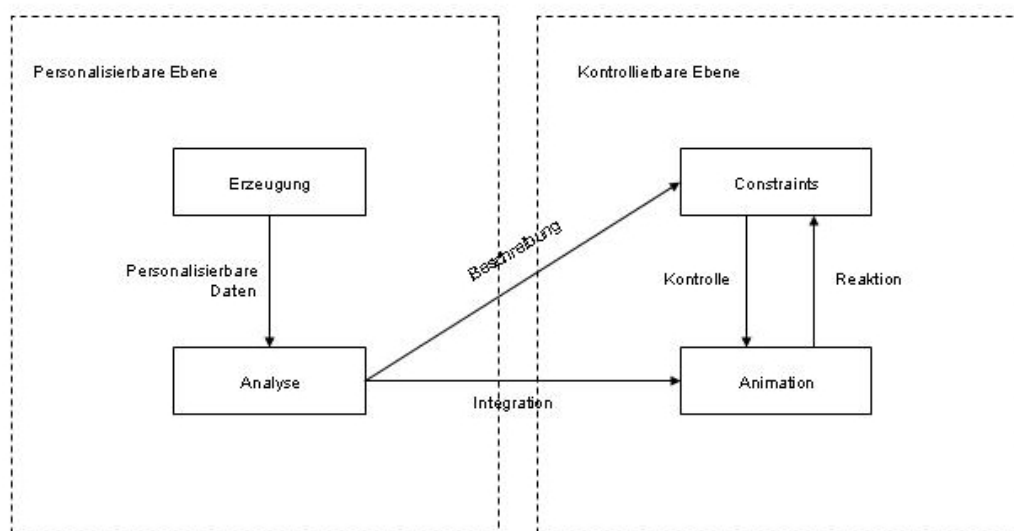 Personalisierbare Ebene
Kontrollierbare Ebene
Erzeugung
Constraints
Beschreibung
Personalisierbare
Daten
Kontrolle
Reaktion
Analyse
Animation
Integration